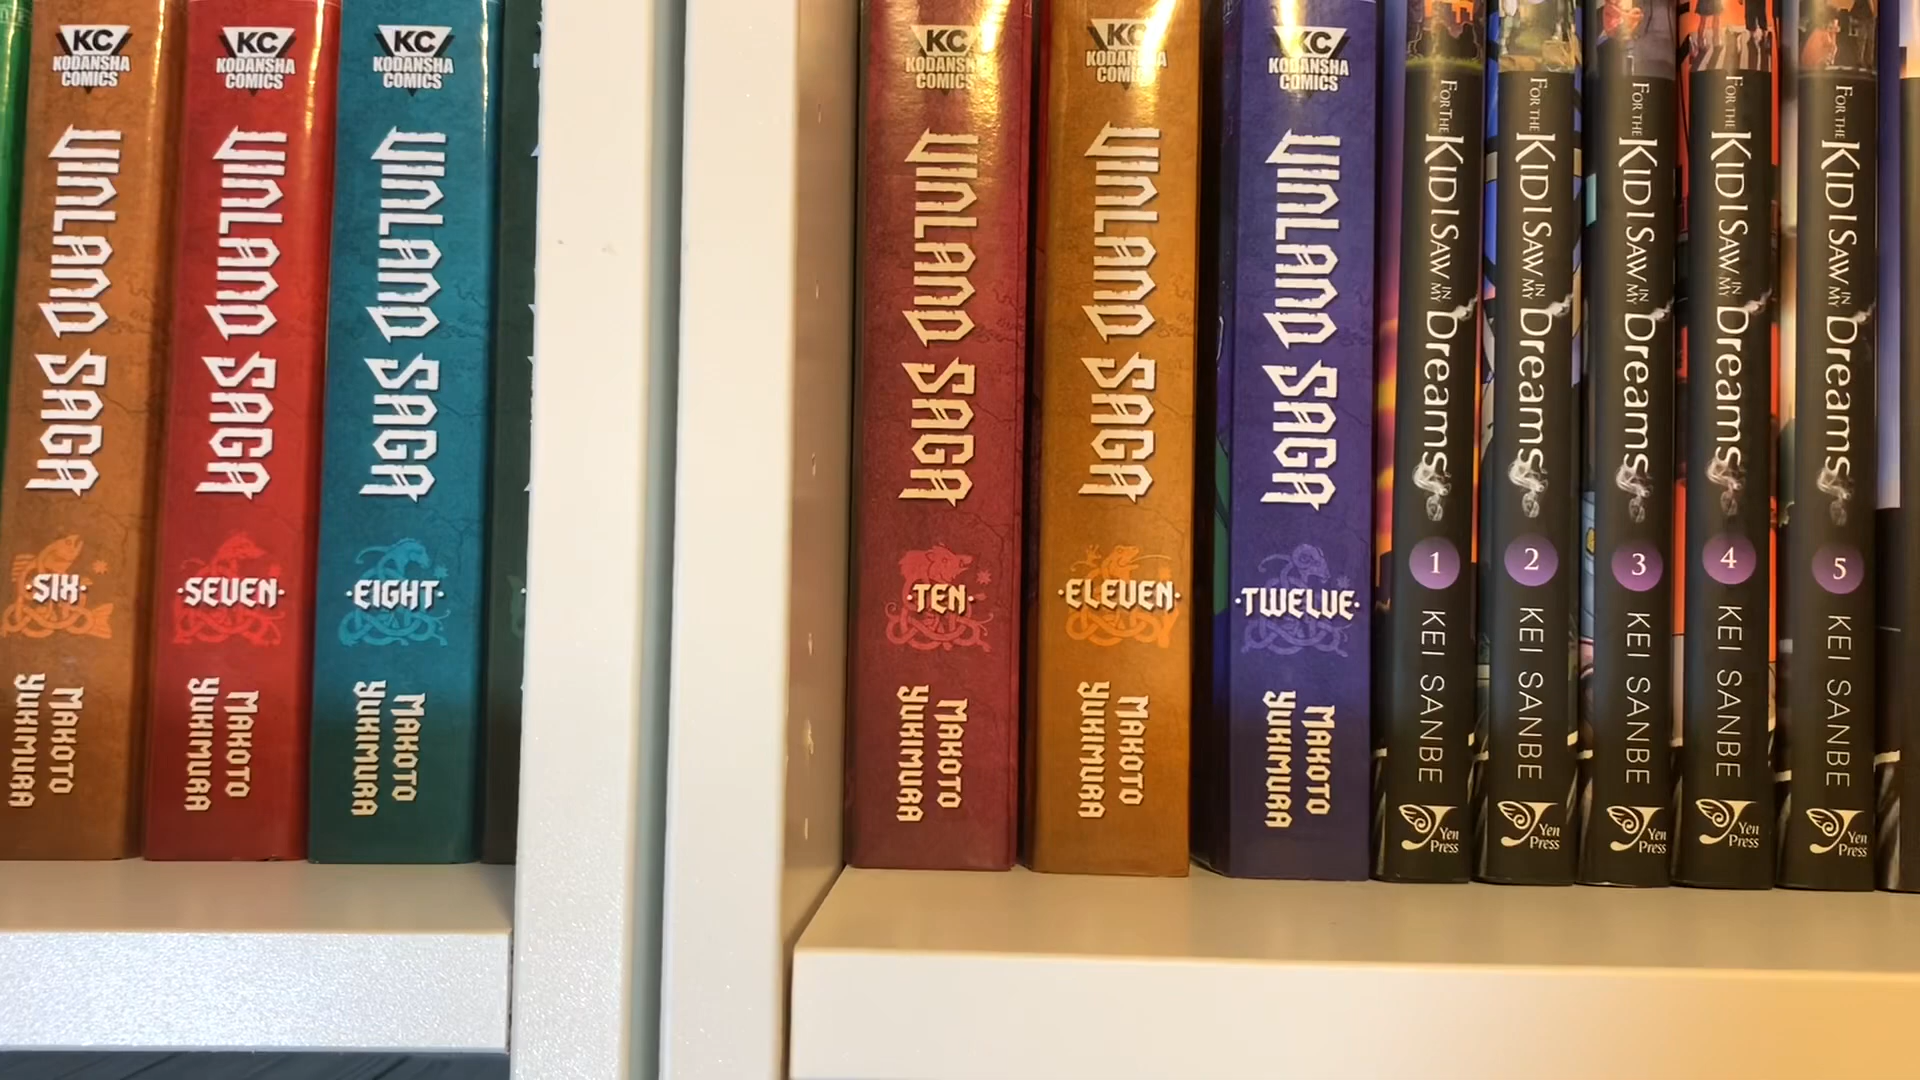 KC
KODANSHA
COMICS
VINLAND SAGA
·SIX·
MAKOTO
YUKIMURA
KC
KODANSHA
COMICS
VINLAND SAGA
·SEVEN·
MAKOTO
YUKIMURA
KC
KODANSHA
COMICS
VINLAND SAGA
·EIGHT·
MAKOTO
YUKIMURA
KC
KODANSHA
COMICS
VINLAND SAGA
·TEN·
MAKOTO
YUKIMURA
KC
KODANSHA
COMICS
VINLAND SAGA
·ELEVEN·
MAKOTO
YUKIMURA
KC
KODANSHA
COMICS
VINLAND SAGA
·TWELVE·
MAKOTO
YUKIMURA
FOR THE KID I SAW IN MY Dreams
1
KEI SANBE
Yen
Press
FOR THE KID I SAW IN MY Dreams
2
KEI SANBE
Yen
Press
FOR THE KID I SAW IN MY Dreams
3
KEI SANBE
Yen
Press
FOR THE KID I SAW IN MY Dreams
4
KEI SANBE
Yen
Press
FOR THE KID I SAW IN MY Dreams
5
KEI SANBE
Yen
Press